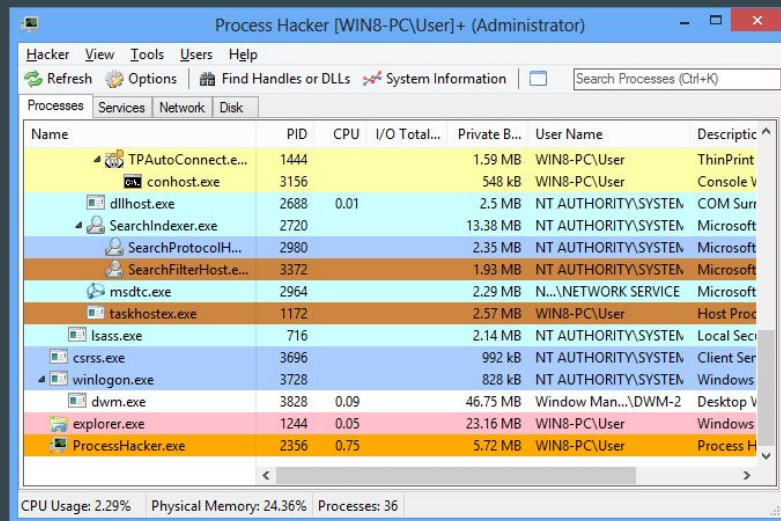 Process Hacker [WIN8-PC\User]+ (Administrator)
Hacker View Tools Users Help
Refresh Options Find Handles or DLLs System Information Search Processes (Ctrl+K)
Processes Services Network Disk
Name PID CPU I/O Total... Private B... User Name Descriptic
TPAutoConnect.e... 1444 1.59 MB WIN8-PC\User ThinPrint
conhost.exe 3156 548 kB WIN8-PC\User Console W
dllhost.exe 2688 0.01 2.5 MB NT AUTHORITY\SYSTEM COM Surr
SearchIndexer.exe 2720 13.38 MB NT AUTHORITY\SYSTEM Microsoft
SearchProtocolH... 2980 2.35 MB NT AUTHORITY\SYSTEM Microsoft
SearchFilterHost.e... 3372 1.93 MB NT AUTHORITY\SYSTEM Microsoft
msdtc.exe 2964 2.29 MB N...\NETWORK SERVICE Microsoft
taskhostex.exe 1172 2.57 MB WIN8-PC\User Host Proc
lsass.exe 716 2.14 MB NT AUTHORITY\SYSTEM Local Secu
csrss.exe 3696 992 kB NT AUTHORITY\SYSTEM Client Ser
winlogon.exe 3728 828 kB NT AUTHORITY\SYSTEM Windows
dwm.exe 3828 0.09 46.75 MB Window Man...\DWM-2 Desktop W
explorer.exe 1244 0.05 23.16 MB WIN8-PC\User Windows
ProcessHacker.exe 2356 0.75 5.72 MB WIN8-PC\User Process H
CPU Usage: 2.29% Physical Memory: 24.36% Processes: 36